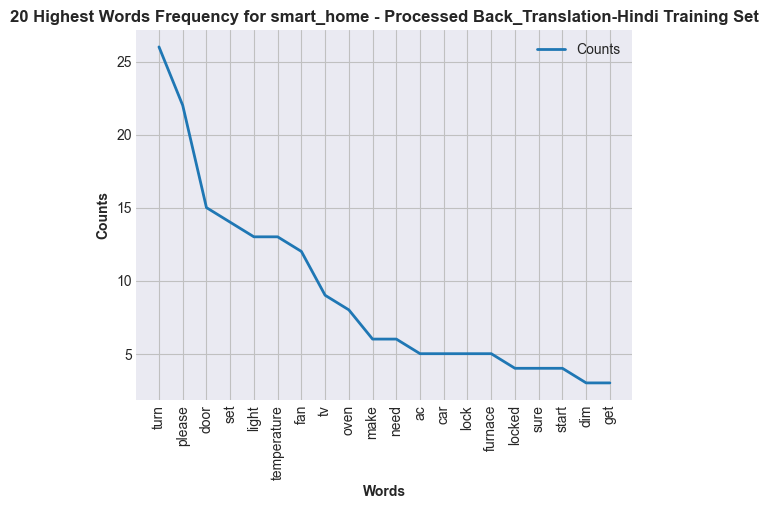 20 Highest Words Frequency for smart_home - Processed Back_Translation-Hindi Training Set
Counts
25
20
15
10
5
Counts
turn
please
door
set
light
temperature
fan
tv
oven
make
need
ac
car
lock
furnace
locked
sure
start
dim
get
Words